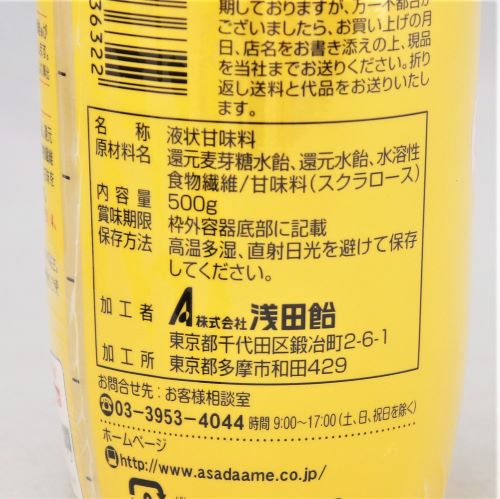 期しておりますが、万一不都合が
ございましたら、お買い上げの月
日、店名をお書き添えの上、現品
を当社までお送りください。折り
返し送料と代品をお送りいたし
ます。
36322
名称 液状甘味料
原材料名 還元麦芽糖水飴、還元水飴、水溶性
食物繊維/甘味料(スクラロース)
内容量 500g
賞味期限 枠外容器底部に記載
保存方法 高温多湿、直射日光を避けて保存
してください。
加工者 株式会社 浅田飴
東京都千代田区鍛冶町2-6-1
加工所 東京都多摩市和田429
お問合せ先:お客様相談室
03-3953-4044 時間 9:00~17:00(土、日、祝日を除く)
ホームページ
http://www.asadaame.co.jp/